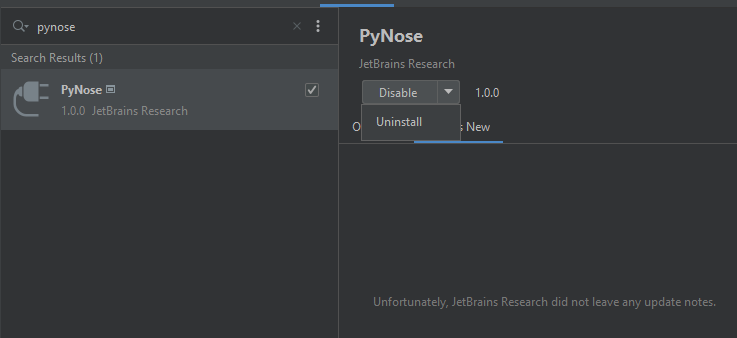 pynose
Search Results (1)
PyNose
1.0.0 JetBrains Research
PyNose
JetBrains Research
Disable
1.0.0
Uninstall
O
s New
Unfortunately, JetBrains Research did not leave any update notes.